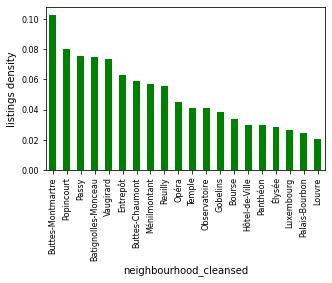 listings density
0.10
0.08
0.06
0.04
0.02
0.00
Buttes-Montmartre
Popincourt
Passy
Batignolles-Monceau
Vaugirard
Entrepôt
Buttes-Chaumont
Ménilmontant
Reuilly
Opéra
Temple
Observatoire
Gobelins
Bourse
Hôtel-de-Ville
Panthéon
Élysée
Luxembourg
Palais-Bourbon
Louvre
neighbourhood_cleansed